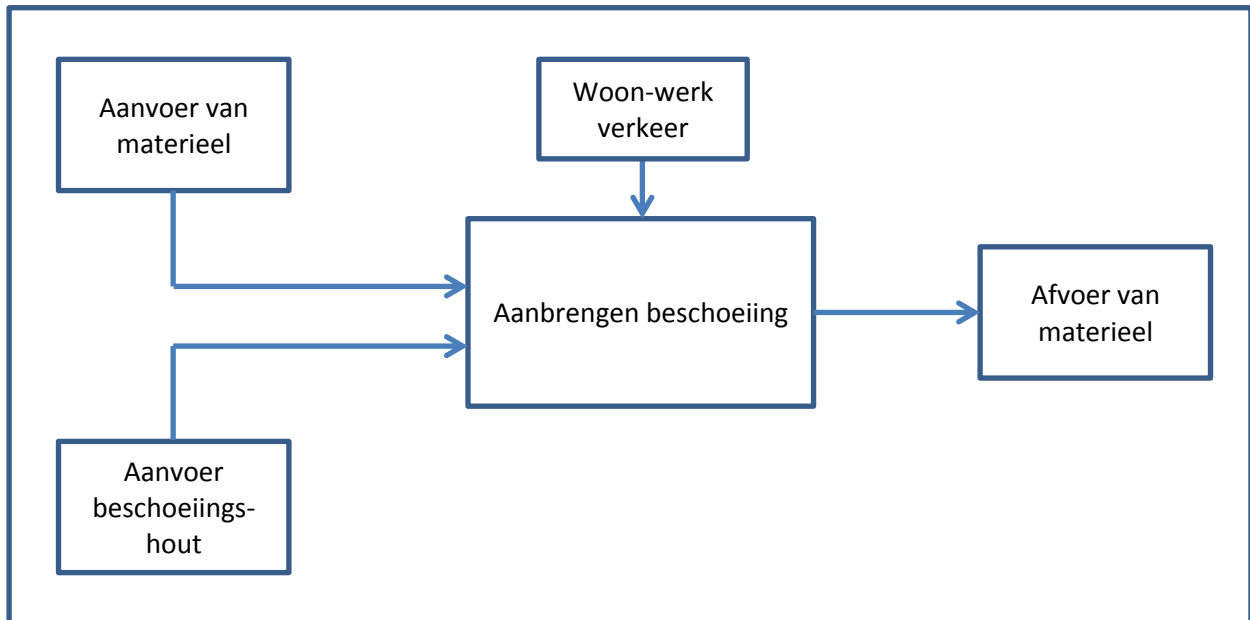 Aanvoer van
materieel
Woon-werk
verkeer
Aanbrengen beschoeiing
Afvoer van
materieel
Aanvoer
beschoeiings-
hout